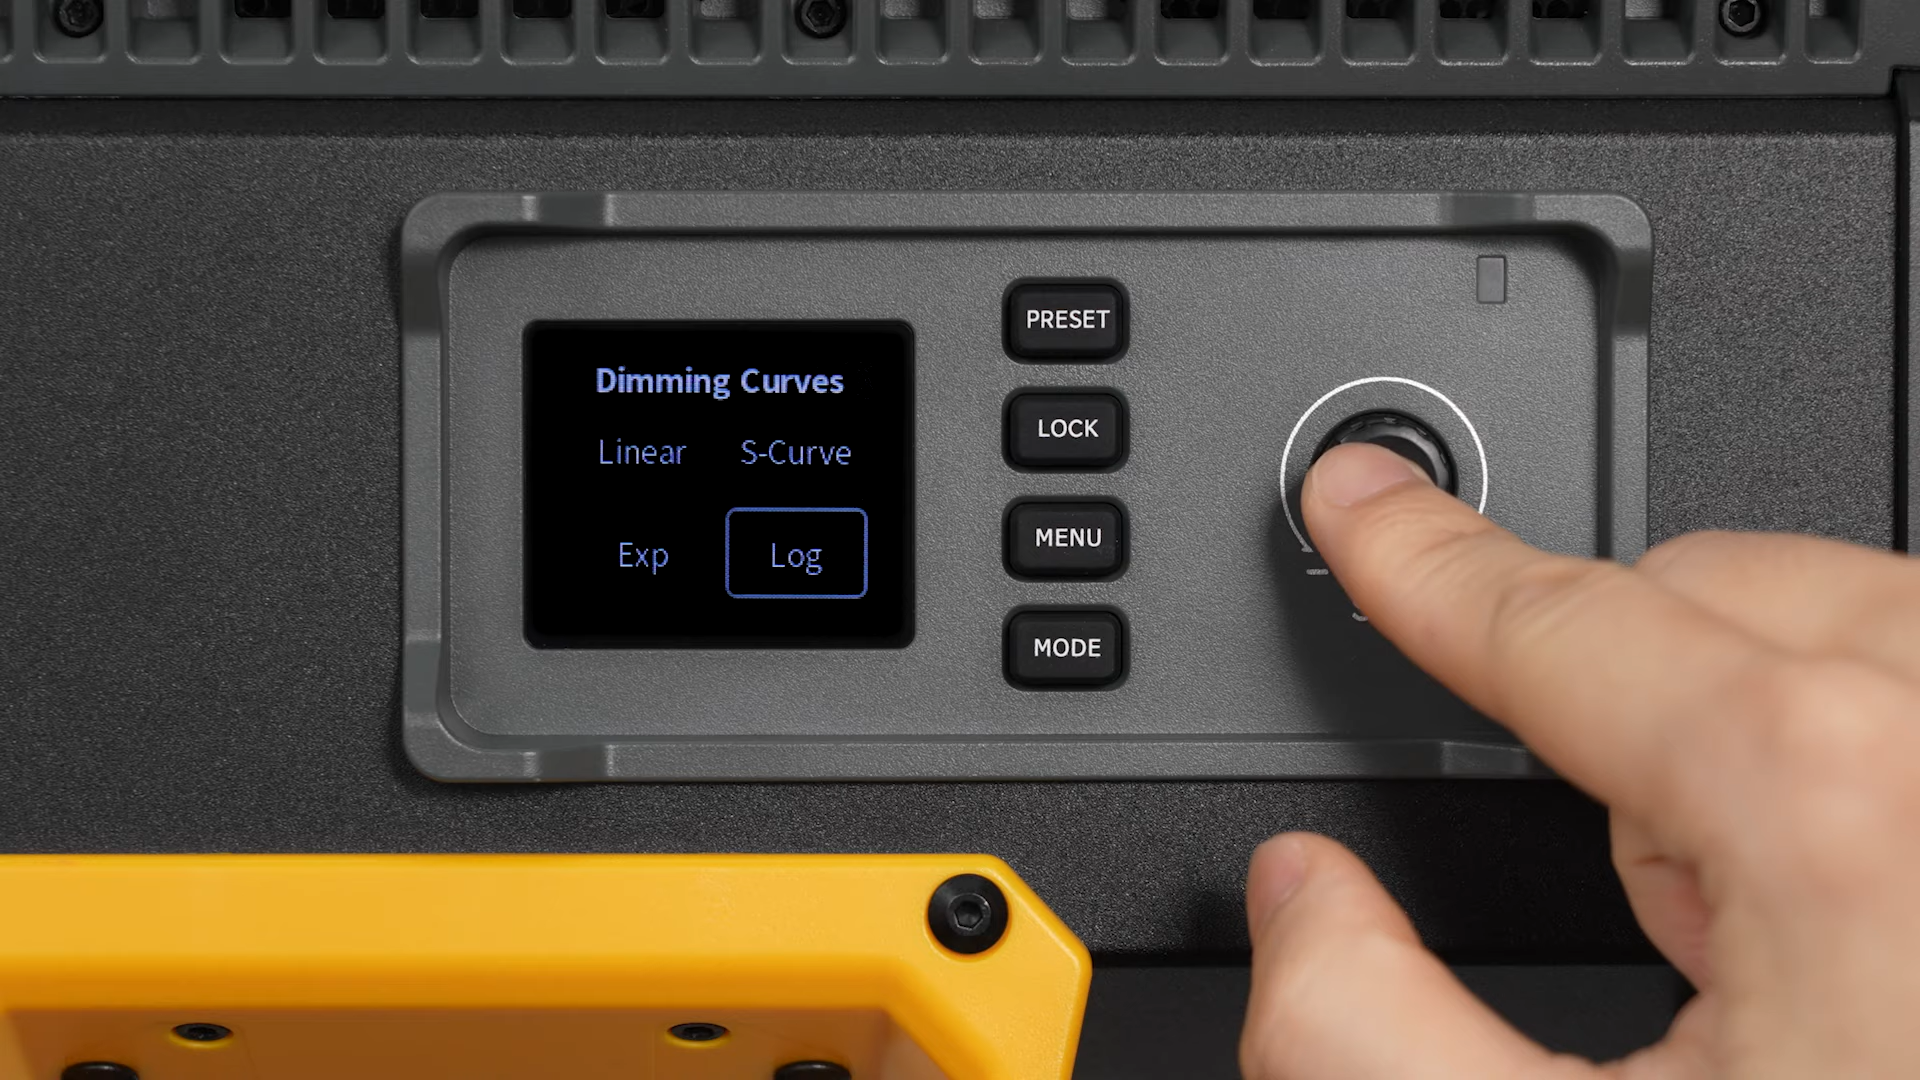 Dimming Curves
Linear S-Curve
Exp Log
PRESET
LOCK
MENU
MODE